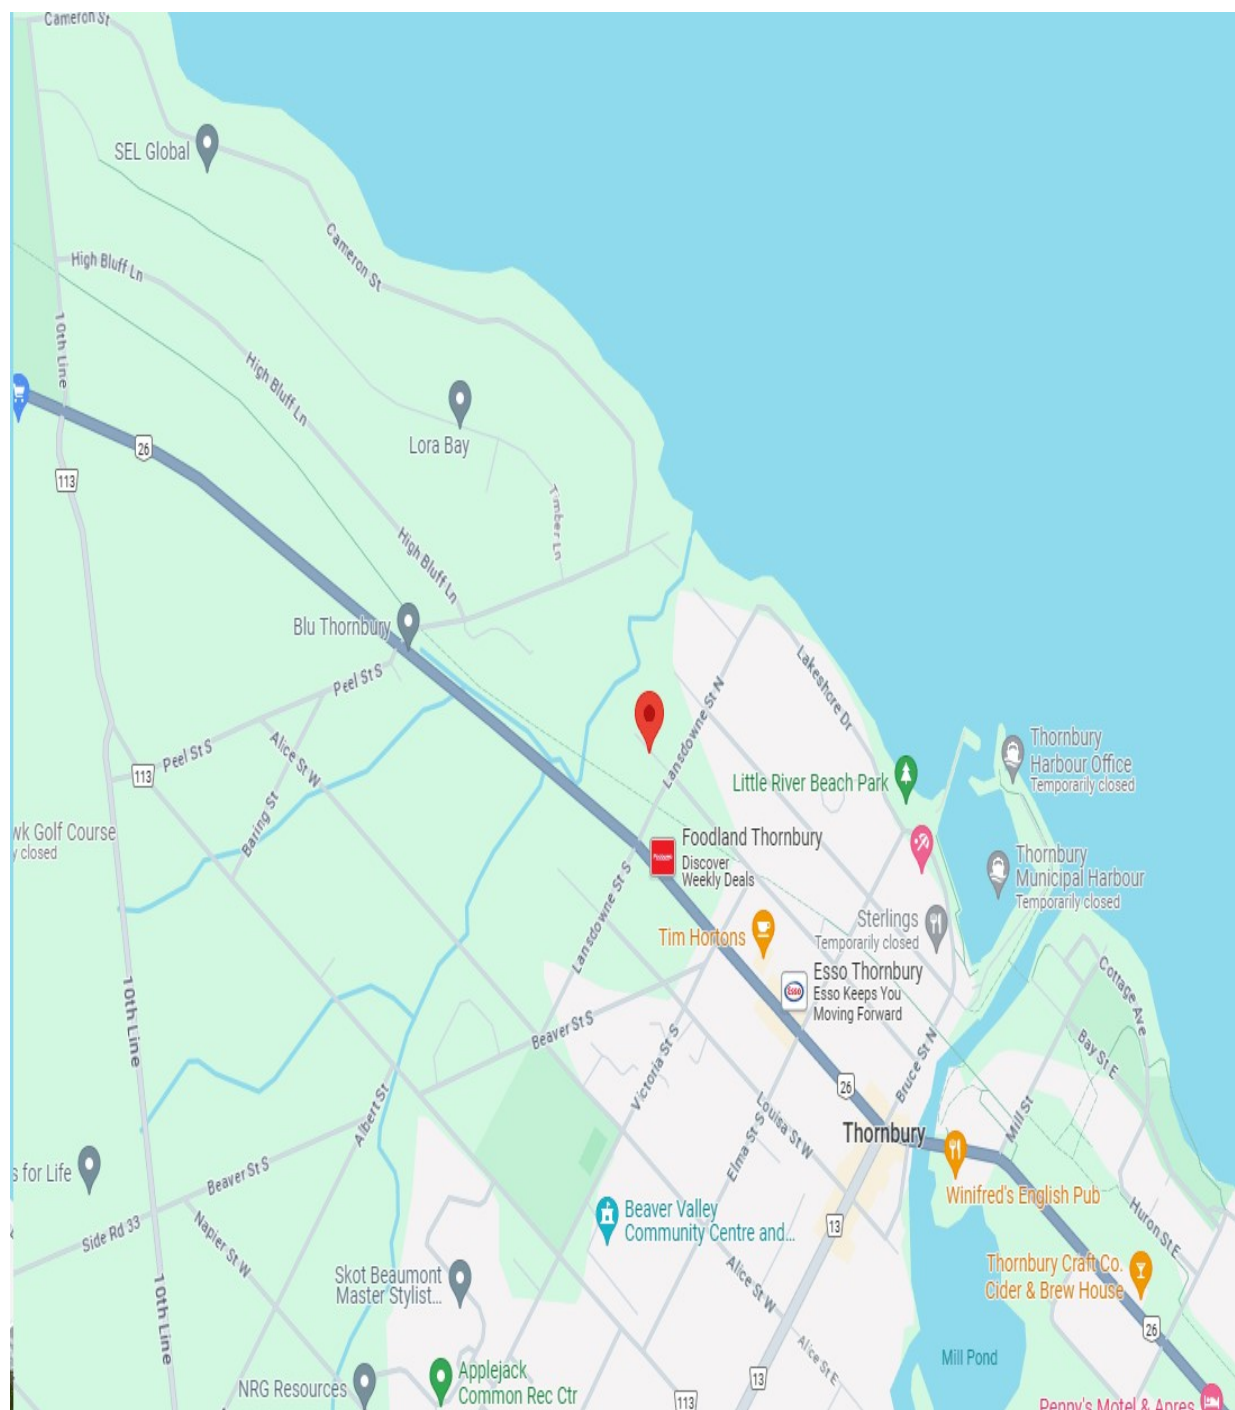 Cameron St
SEL Global
High Bluff Ln
Cameron St
10th Line
High Bluff Ln
26
Lora Bay
113
Timber Ln
High Bluff Ln
Blu Thornbury
Peel St S
Lansdowne St N
Lakeshore Dr
Peel St S
Alice St W
113
Thornbury
Harbour Office
Temporarily closed
Little River Beach Park
Baring St
wk Golf Course
y closed
Foodland Thornbury
Discover
Weekly Deals
Thornbury
Municipal Harbour
Temporarily closed
Lansdowne St S
Sterlings
Temporarily closed
Tim Hortons
Esso
Esso Thornbury
Esso Keeps You
Moving Forward
Cottage Ave
10th Line
Beaver St S
Victoria St S
Bruce St N
Bay St E
26
Albert St
Louisa St W
Mill St
Elma St S
Thornbury
s for Life
Beaver St S
Winifred's English Pub
Side Rd 33
Napier St W
Beaver Valley
Community Centre and...
13
Huron St E
Skot Beaumont
Master Stylist...
Alice St W
Thornbury Craft Co.
Cider & Brew House
10th Line
26
Alice St E
Mill Pond
NRG Resources
Applejack
Common Rec Ctr
13
113
Penny's Motel & Apres